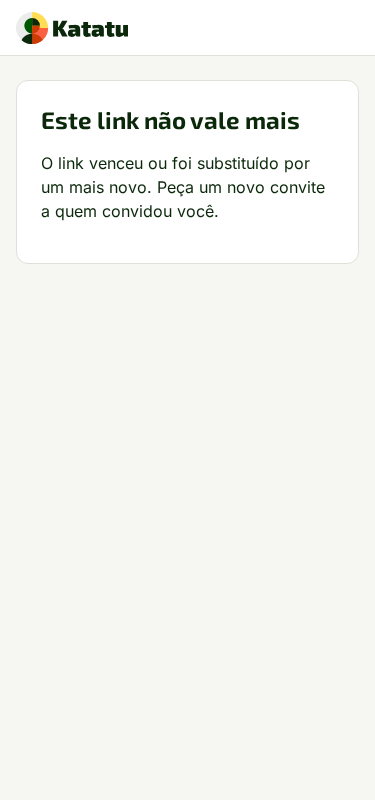 Katatu
Este link não vale mais
O link venceu ou foi substituído por
um mais novo. Peça um novo convite
a quem convidou você.